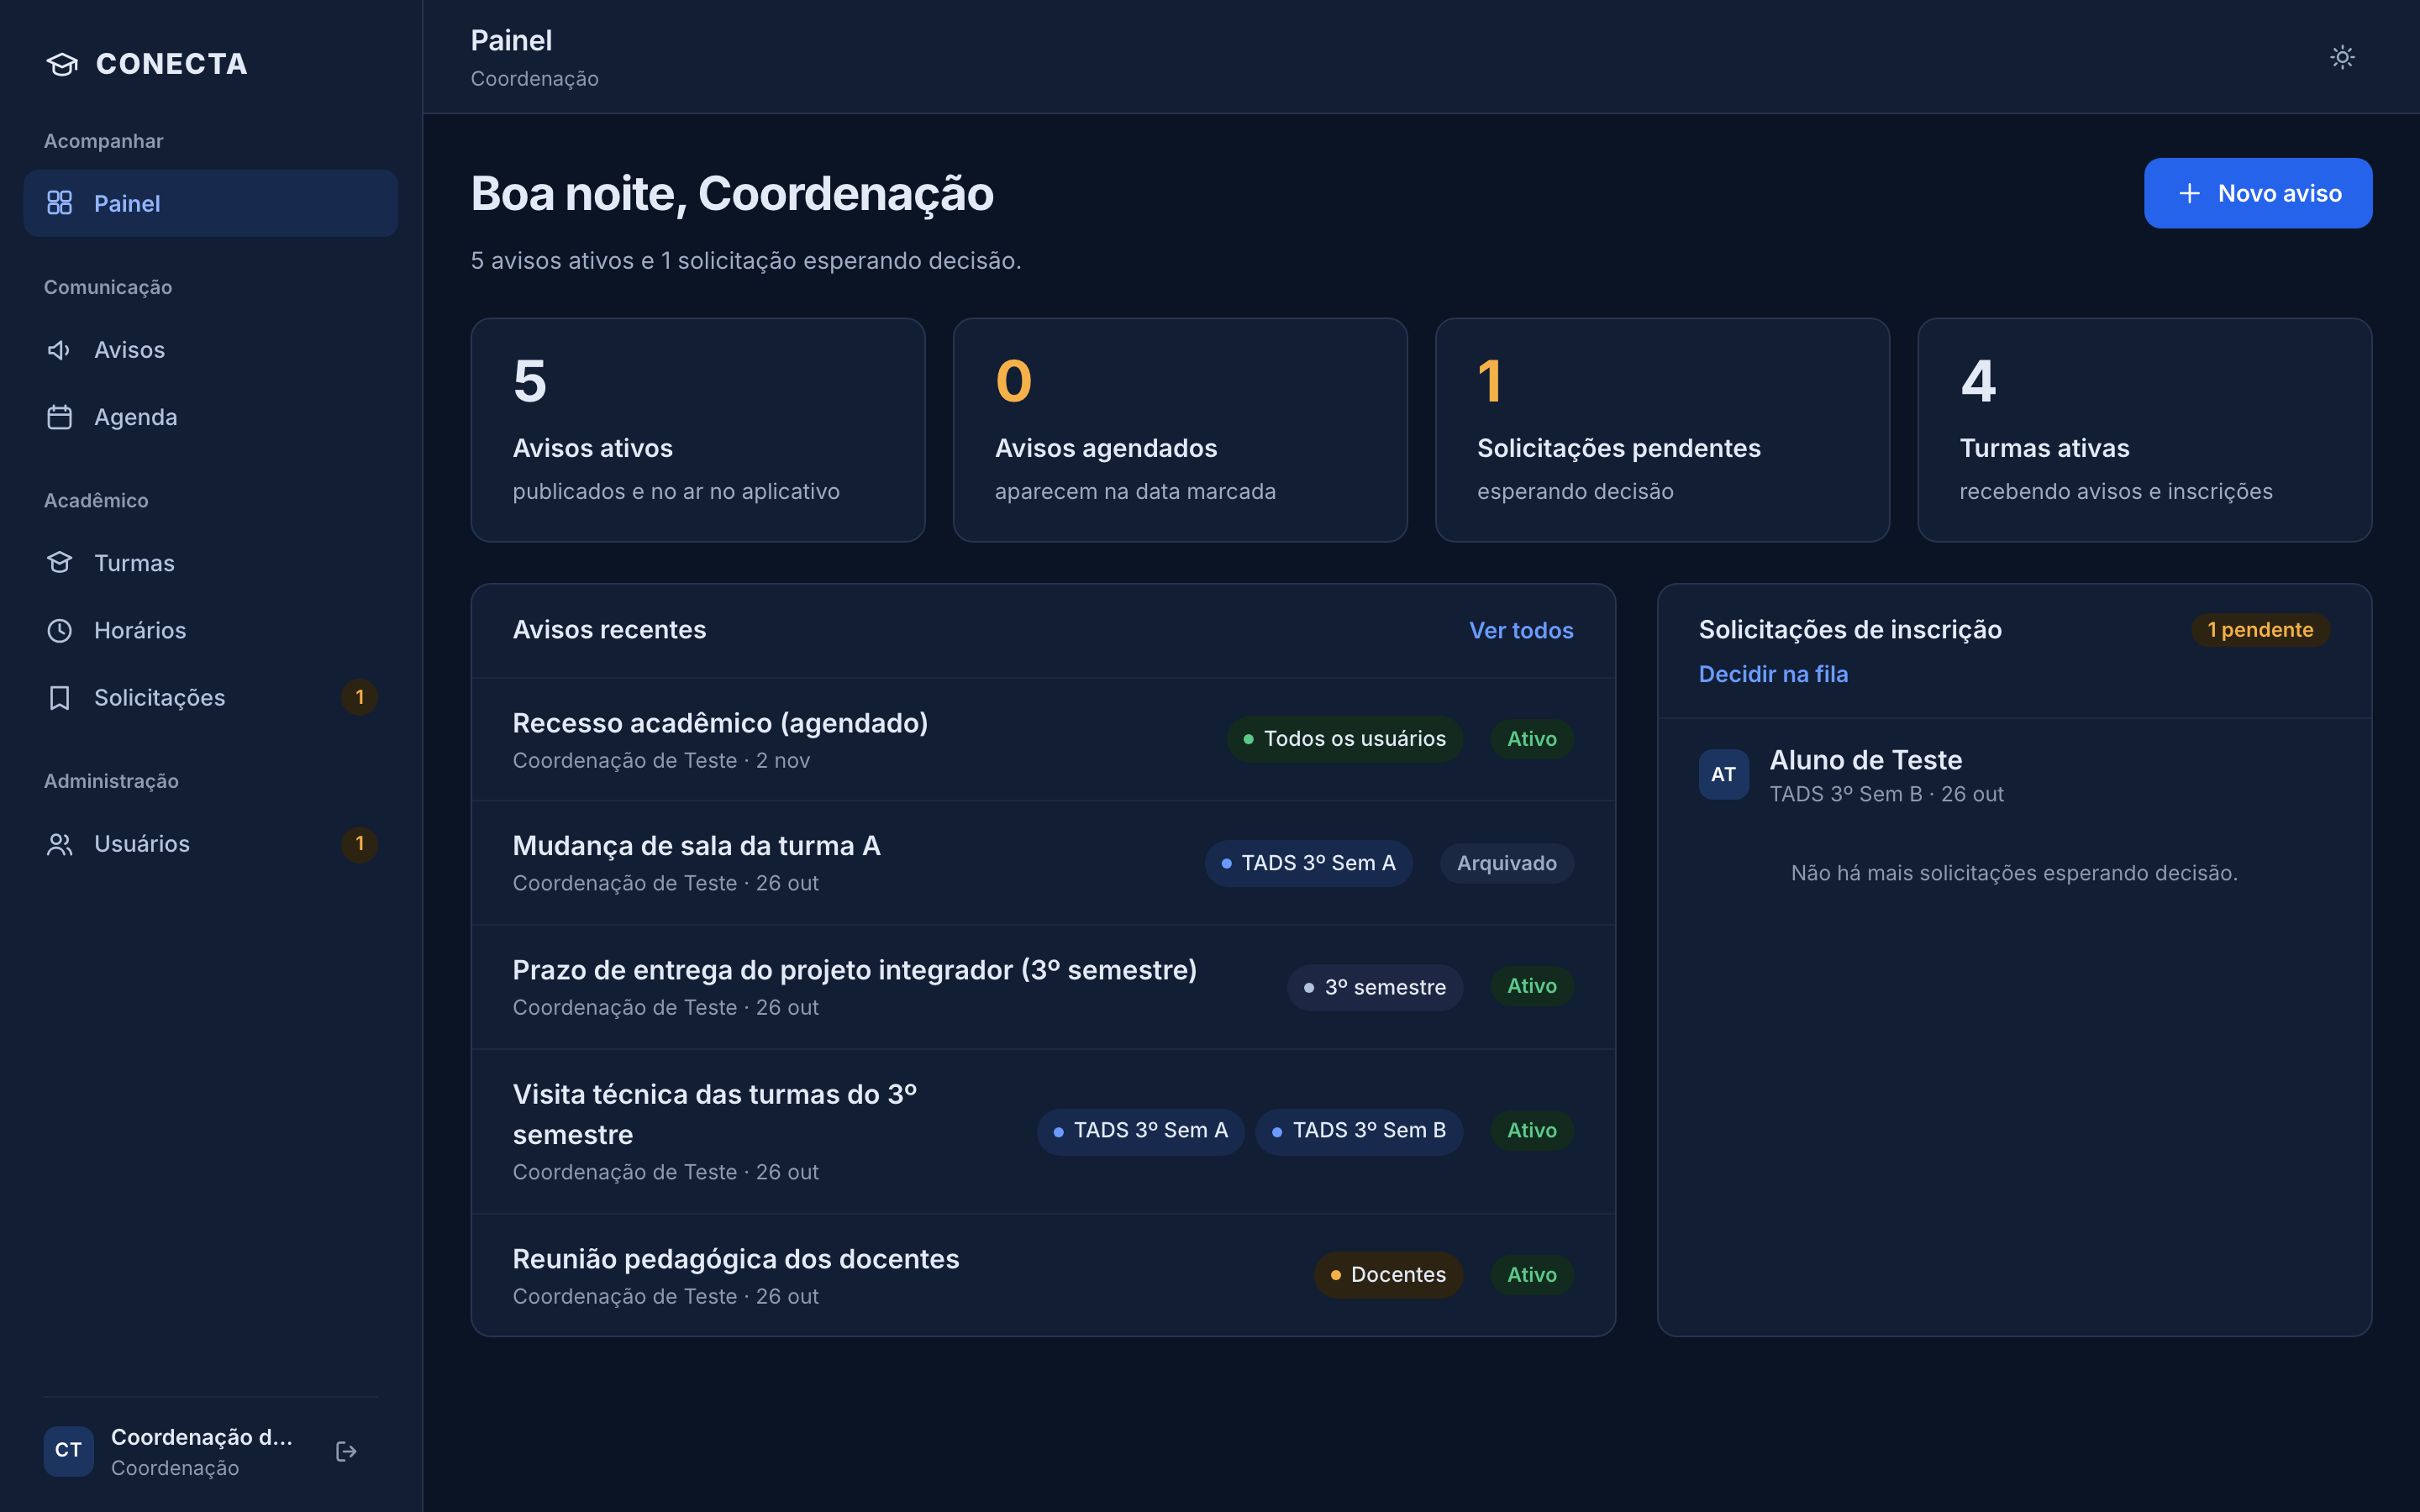 CONECTA
Acompanhar
Painel
Comunicação
Avisos
Agenda
Acadêmico
Turmas
Horários
Solicitações 1
Administração
Usuários 1
CT
Coordenação d...
Coordenação
Painel
Coordenação
Boa noite, Coordenação
Novo aviso
5 avisos ativos e 1 solicitação esperando decisão.
5
Avisos ativos
publicados e no ar no aplicativo
0
Avisos agendados
aparecem na data marcada
1
Solicitações pendentes
esperando decisão
4
Turmas ativas
recebendo avisos e inscrições
Avisos recentes
Ver todos
Recesso acadêmico (agendado)
Coordenação de Teste · 2 nov
Todos os usuários
Ativo
Mudança de sala da turma A
Coordenação de Teste · 26 out
TADS 3º Sem A
Arquivado
Prazo de entrega do projeto integrador (3º semestre)
Coordenação de Teste · 26 out
3º semestre
Ativo
Visita técnica das turmas do 3º
semestre
Coordenação de Teste · 26 out
TADS 3º Sem A
TADS 3º Sem B
Ativo
Reunião pedagógica dos docentes
Coordenação de Teste · 26 out
Docentes
Ativo
Solicitações de inscrição
1 pendente
Decidir na fila
AT
Aluno de Teste
TADS 3º Sem B · 26 out
Não há mais solicitações esperando decisão.